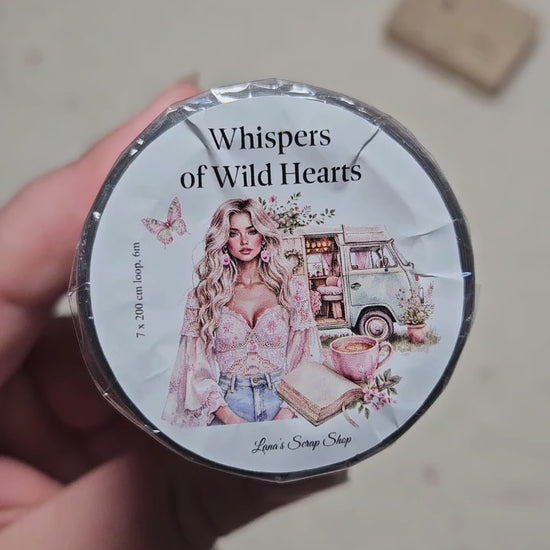 Whispers
of Wild Hearts
7 x 200 cm loop, 6m
Lana's Scrap Shop